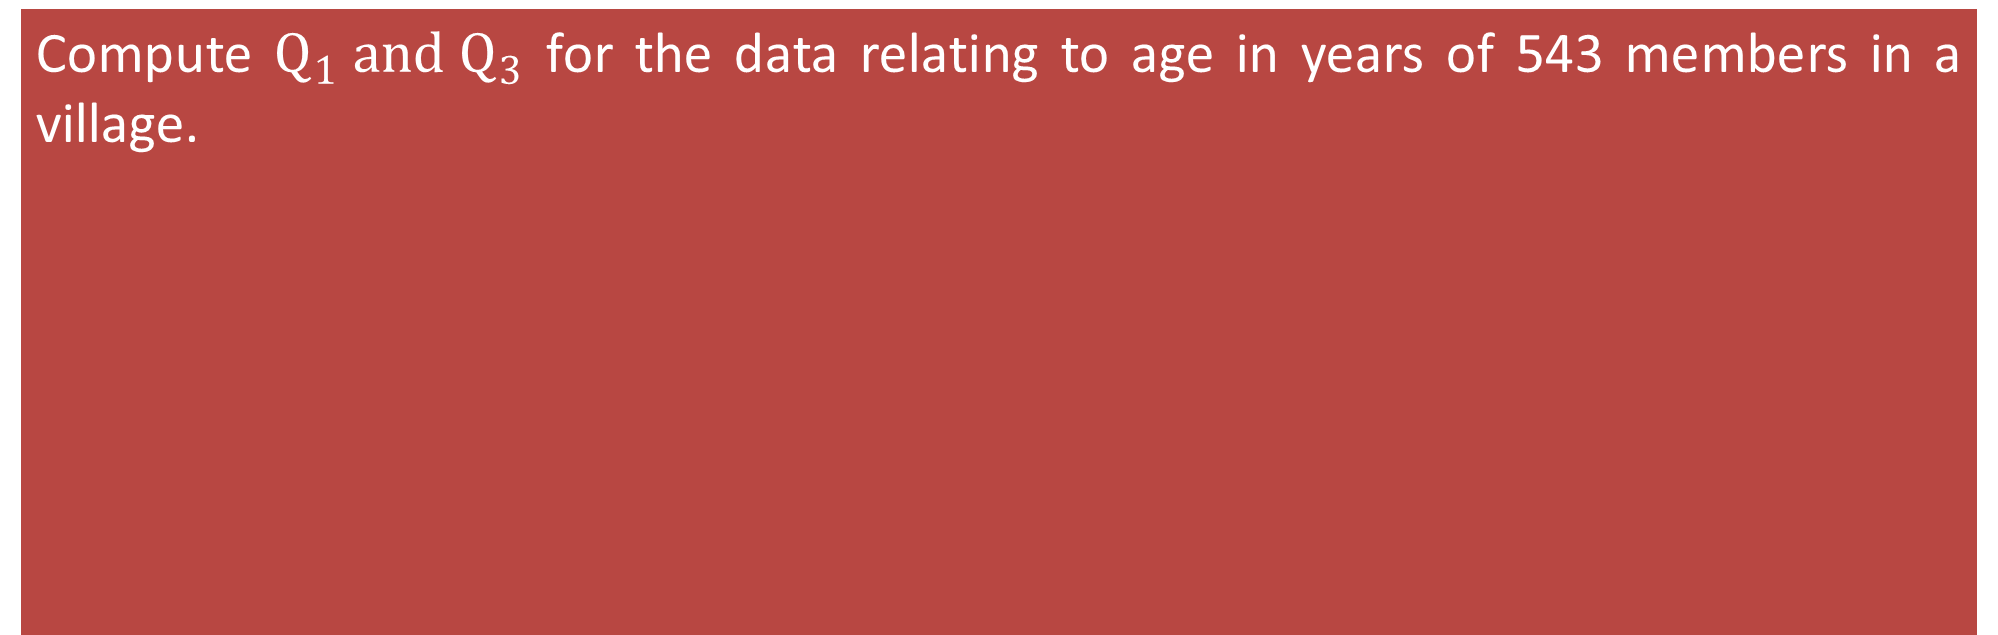 Compute Q₁ and Q₃ for the data relating to age in years of 543 members in a
village.